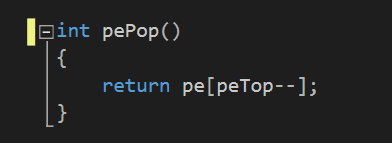 int pePop()
{
    return pe[peTop--];
}